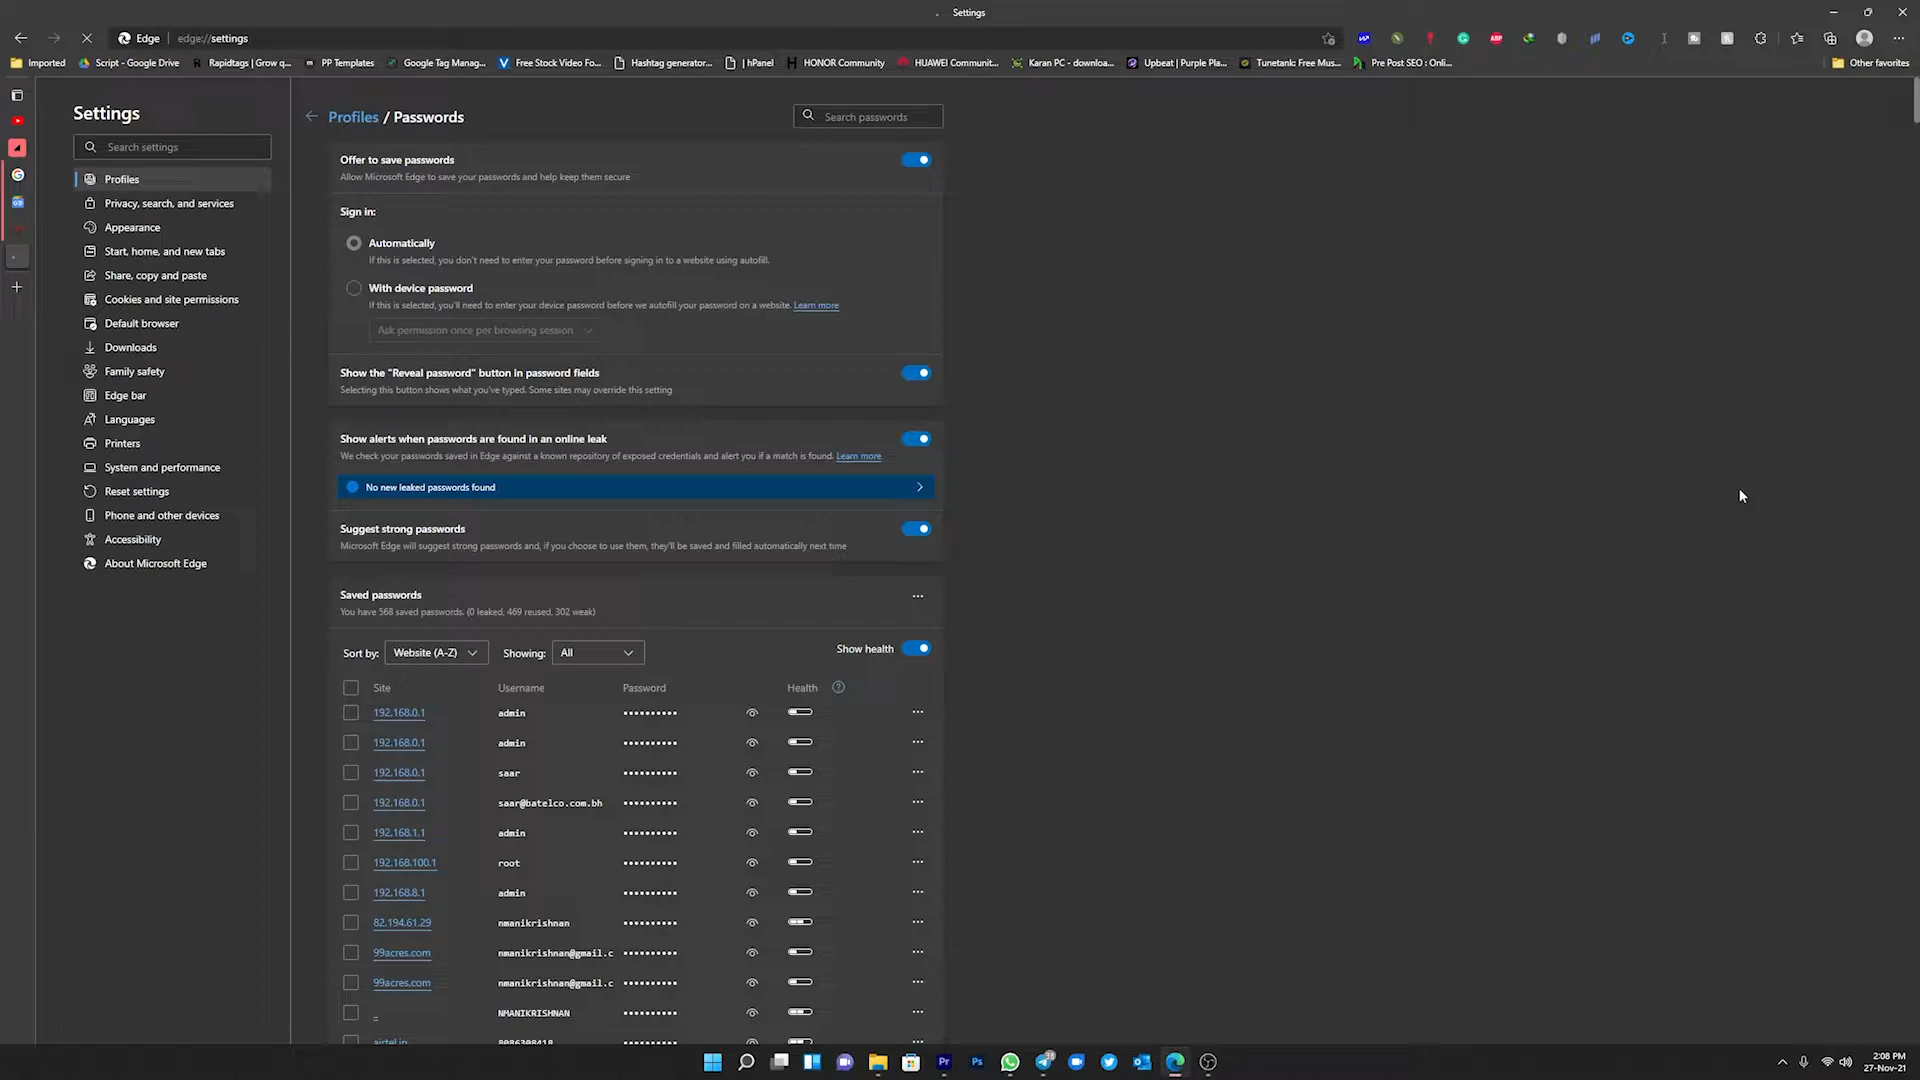 Settings
Edge
edge://settings
Imported
Script - Google Drive
Rapidtags | Grow q...
PP Templates
Google Tag Manag...
Free Stock Video Fo...
Hashtag generator...
| hPanel
HONOR Community
HUAWEI Communit...
Karan PC - downloa...
Upbeat | Purple Pla...
Tunetank: Free Mus...
Pre Post SEO : Onli...
Other favorites
Settings
Search settings
Profiles
Privacy, search, and services
Appearance
Start, home, and new tabs
Share, copy and paste
Cookies and site permissions
Default browser
Downloads
Family safety
Edge bar
Languages
Printers
System and performance
Reset settings
Phone and other devices
Accessibility
About Microsoft Edge
Profiles / Passwords
Search passwords
Offer to save passwords
Allow Microsoft Edge to save your passwords and help keep them secure
Sign in:
Automatically
If this is selected, you don't need to enter your password before signing in to a website using autofill.
With device password
If this is selected, you'll need to enter your device password before we autofill your password on a website. Learn more
Ask permission once per browsing session
Show the "Reveal password" button in password fields
Selecting this button shows what you've typed. Some sites may override this setting
Show alerts when passwords are found in an online leak
We check your passwords saved in Edge against a known repository of exposed credentials and alert you if a match is found. Learn more
No new leaked passwords found
Suggest strong passwords
Microsoft Edge will suggest strong passwords and, if you choose to use them, they'll be saved and filled automatically next time
Saved passwords
You have 568 saved passwords. (0 leaked, 469 reused, 302 weak)
Sort by: Website (A-Z) Showing: All Show health
Site Username Password Health
192.168.0.1 admin ••••••••••
192.168.0.1 admin ••••••••••
192.168.0.1 saar ••••••••••
192.168.0.1 saar@batelco.com.bh ••••••••••
192.168.1.1 admin ••••••••••
192.168.100.1 root ••••••••••
192.168.8.1 admin ••••••••••
82.194.61.29 nmanikrishnan ••••••••••
99acres.com nmanikrishnan@gmail.c ••••••••••
99acres.com nmanikrishnan@gmail.c ••••••••••
_ NMANIKRISHNAN ••••••••••
airtel.in 8086308418 ••••••••••
2:08 PM
27-Nov-21